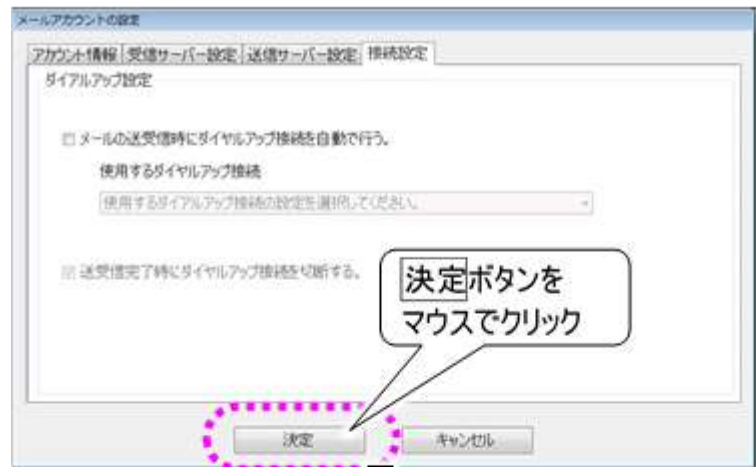 メールアカウントの設定
アカウント情報 受信サーバー設定 送信サーバー設定 接続設定
ダイアルアップ設定
メールの送受信時にダイヤルアップ接続を自動で行う。
使用するダイヤルアップ接続
使用するダイアルアップ接続の設定を選択してください。
送受信完了時にダイヤルアップ接続を切断する。
決定ボタンを
マウスでクリック
決定 キャンセル